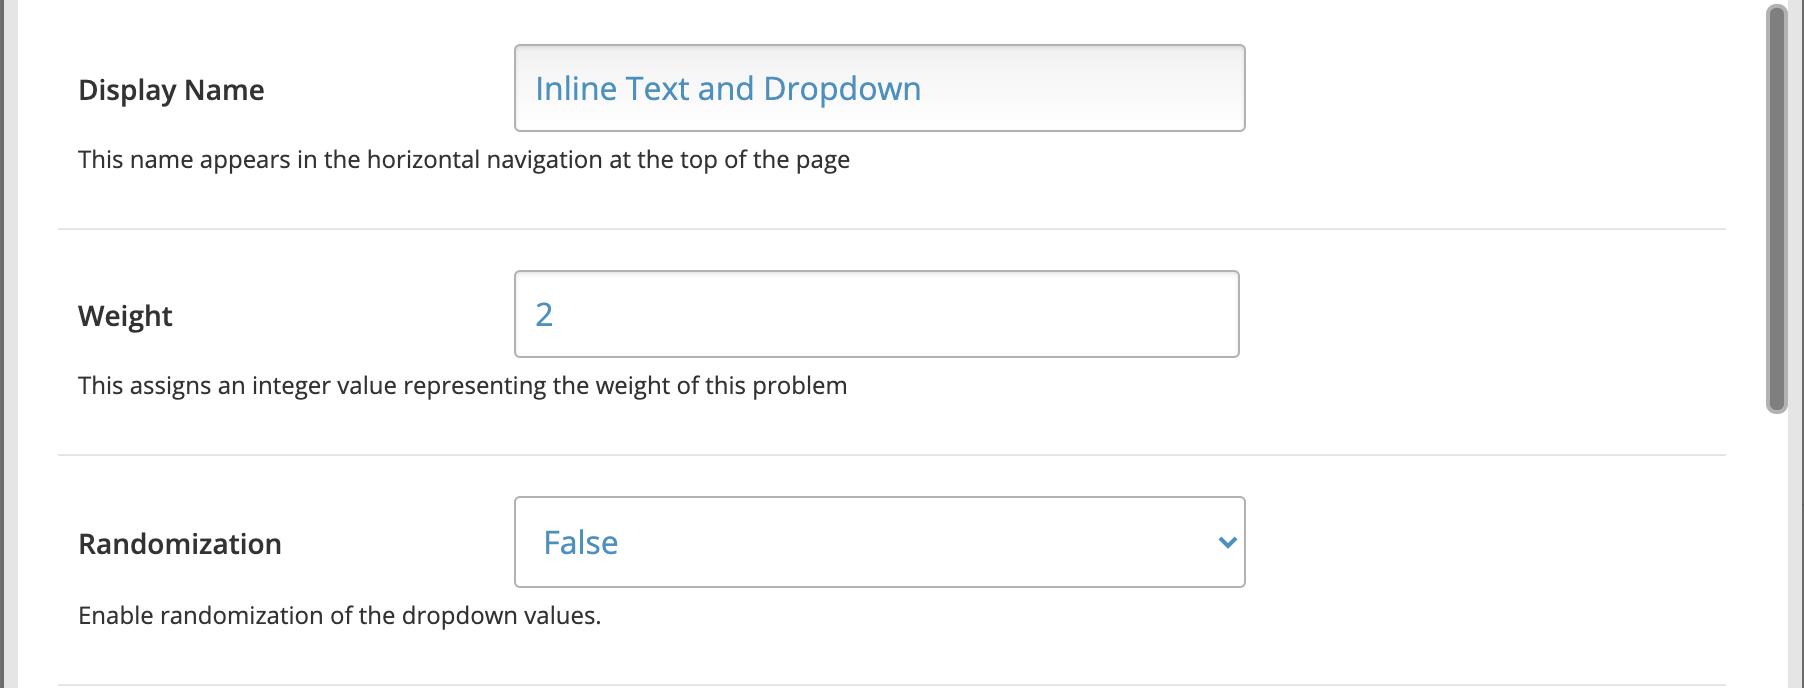 Display Name
Inline Text and Dropdown
This name appears in the horizontal navigation at the top of the page
Weight
2
This assigns an integer value representing the weight of this problem
Randomization
False
Enable randomization of the dropdown values.